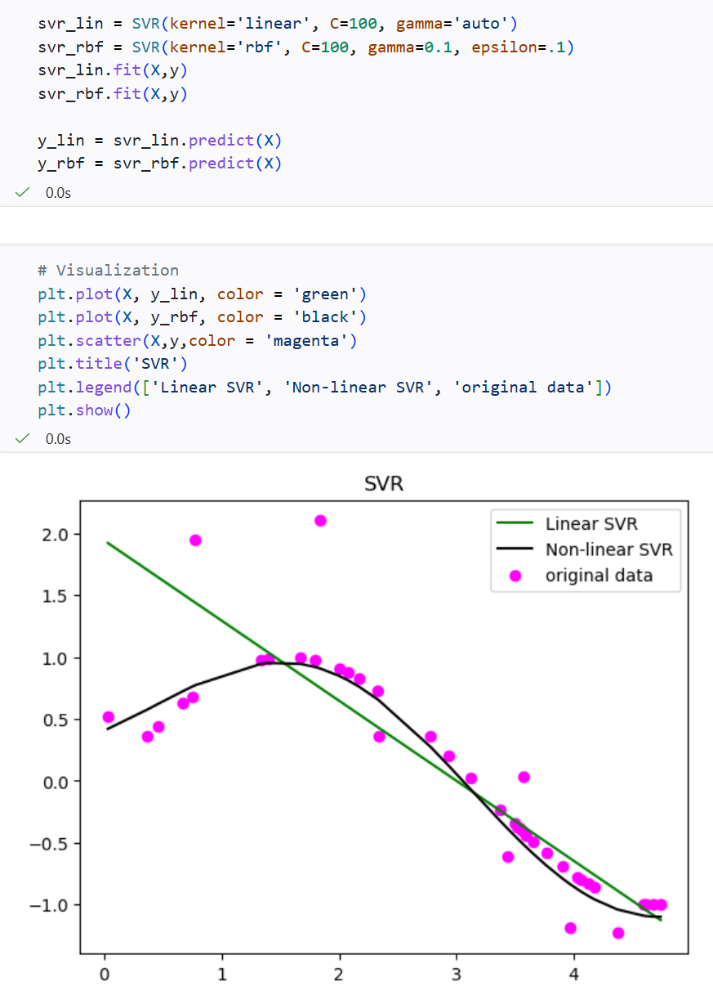 svr_lin = SVR(kernel='linear', C=100, gamma='auto')
svr_rbf = SVR(kernel='rbf', C=100, gamma=0.1, epsilon=.1)
svr_lin.fit(X,y)
svr_rbf.fit(X,y)
y_lin = svr_lin.predict(X)
y_rbf = svr_rbf.predict(X)
0.0s
# Visualization
plt.plot(X, y_lin, color = 'green')
plt.plot(X, y_rbf, color = 'black')
plt.scatter(X,y,color = 'magenta')
plt.title('SVR')
plt.legend(['Linear SVR', 'Non-linear SVR', 'original data'])
plt.show()
0.0s
SVR
Linear SVR
Non-linear SVR
original data
2.0
1.5
1.0
0.5
0.0
−0.5
−1.0
0 1 2 3 4